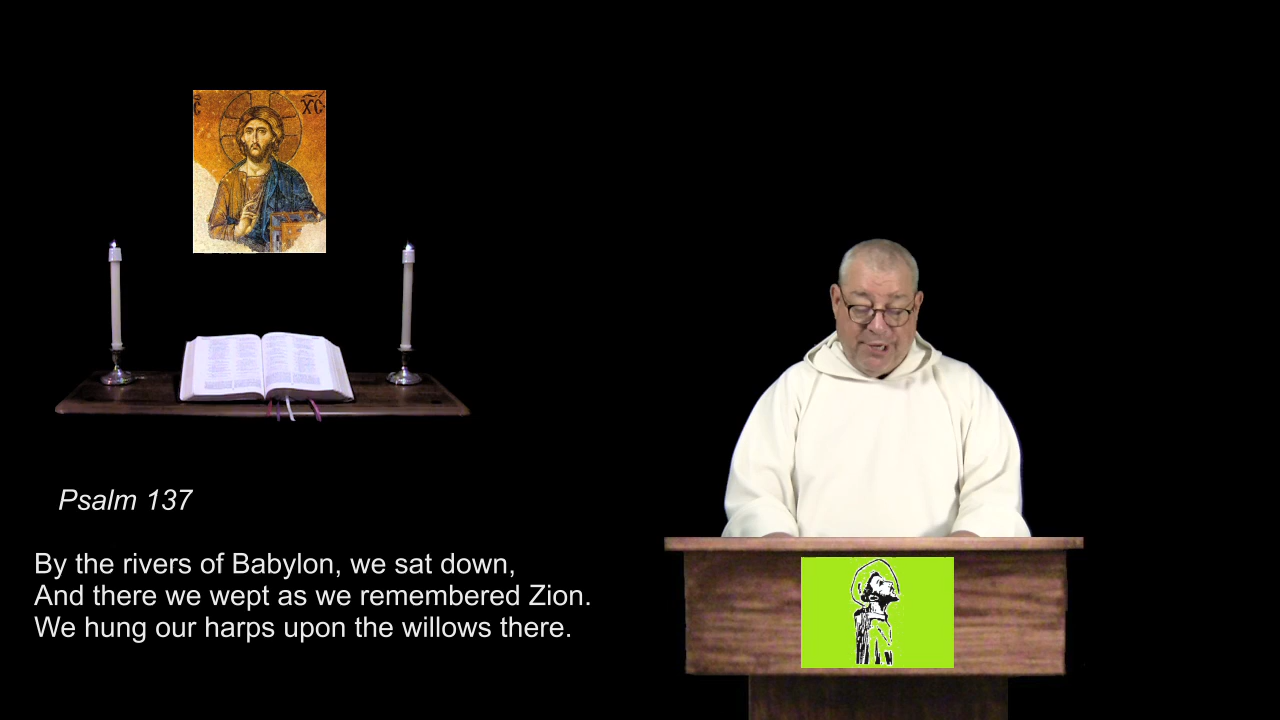 XC
Psalm 137
By the rivers of Babylon, we sat down,
And there we wept as we remembered Zion.
We hung our harps upon the willows there.